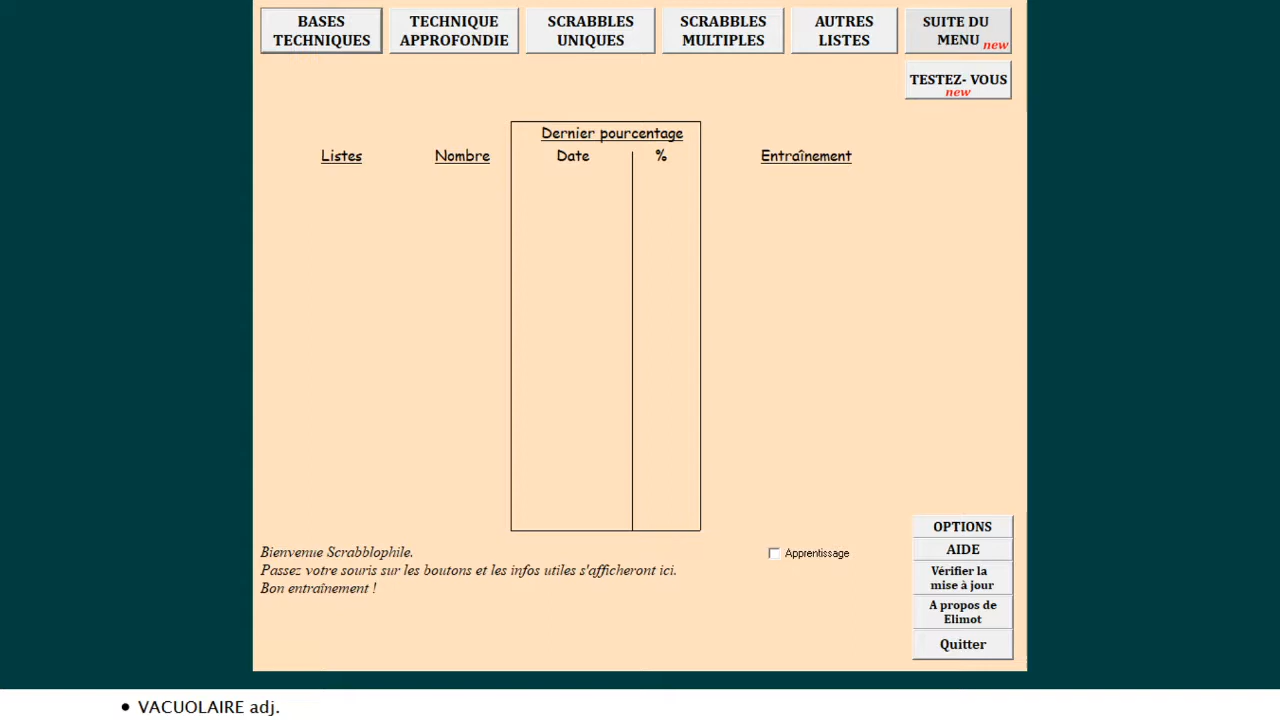 BASES
TECHNIQUES
TECHNIQUE
APPROFONDIE
SCRABBLES
UNIQUES
SCRABBLES
MULTIPLES
AUTRES
LISTES
SUITE DU
MENU new
TESTEZ- VOUS
new
Dernier pourcentage
Listes
Nombre
Date
%
Entraînement
Bienvenue Scrabblophile.
Passez votre souris sur les boutons et les infos utiles s'afficheront ici.
Bon entraînement !
Apprentissage
OPTIONS
AIDE
Vérifier la
mise à jour
A propos de
Elimot
Quitter
• VACUOLAIRE adj.